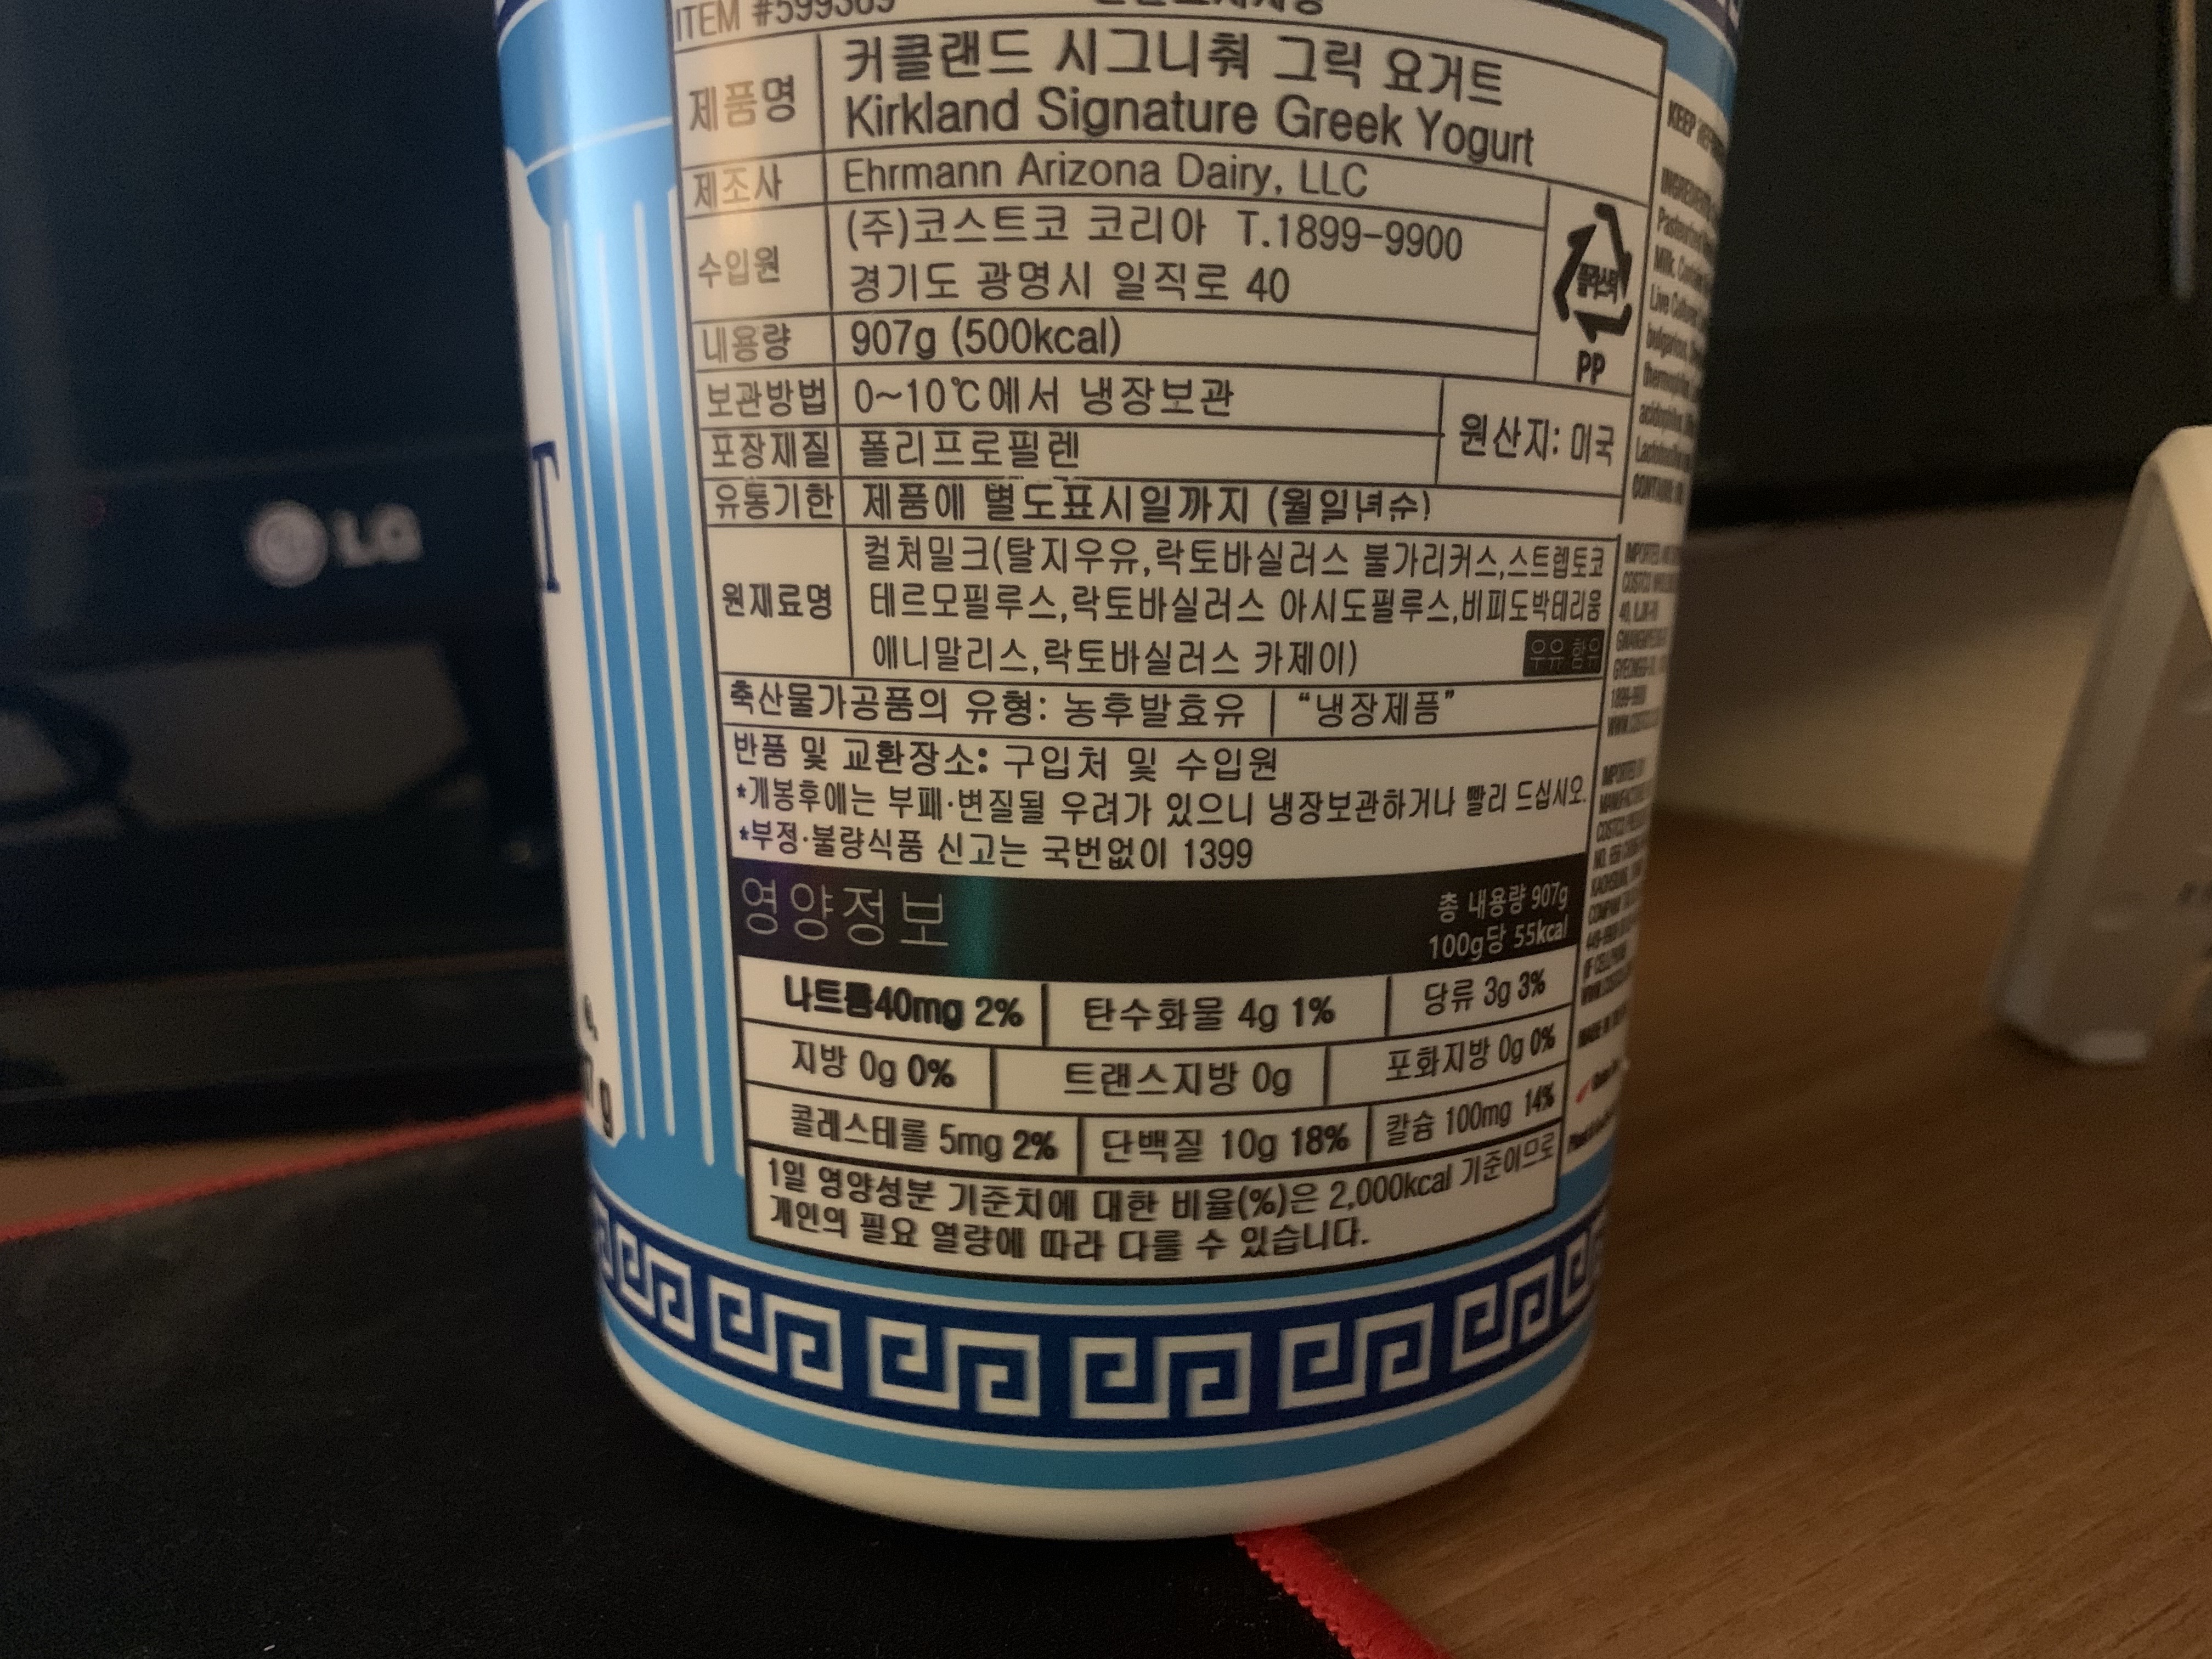 ITEM #599369
제품명
커클랜드 시그니춰 그릭 요거트
Kirkland Signature Greek Yogurt
제조사
Ehrmann Arizona Dairy, LLC
수입원
(주)코스트코 코리아 T.1899-9900
경기도 광명시 일직로 40
플라스틱
PP
내용량
907g (500kcal)
보관방법
0~10℃에서 냉장보관
원산지: 미국
포장재질
폴리프로필렌
유통기한
제품에 별도표시일까지 (월일년순)
원재료명
컬처밀크(탈지우유,락토바실러스 불가리커스,스트렙토코
테르모필루스,락토바실러스 아시도필루스,비피도박테리움
애니말리스,락토바실러스 카제이)
우유 함유
축산물가공품의 유형: 농후발효유 | “냉장제품”
반품 및 교환장소: 구입처 및 수입원
*개봉후에는 부패·변질될 우려가 있으니 냉장보관하거나 빨리 드십시오.
*부정·불량식품 신고는 국번없이 1399
영양정보
총 내용량 907g
100g당 55kcal
나트륨40mg 2%
탄수화물 4g 1%
당류 3g 3%
지방 0g 0%
트랜스지방 0g
포화지방 0g 0%
콜레스테롤 5mg 2%
단백질 10g 18%
칼슘 100mg 14%
1일 영양성분 기준치에 대한 비율(%)은 2,000kcal 기준이므로
개인의 필요 열량에 따라 다룰 수 있습니다.
LG
T
KEEP